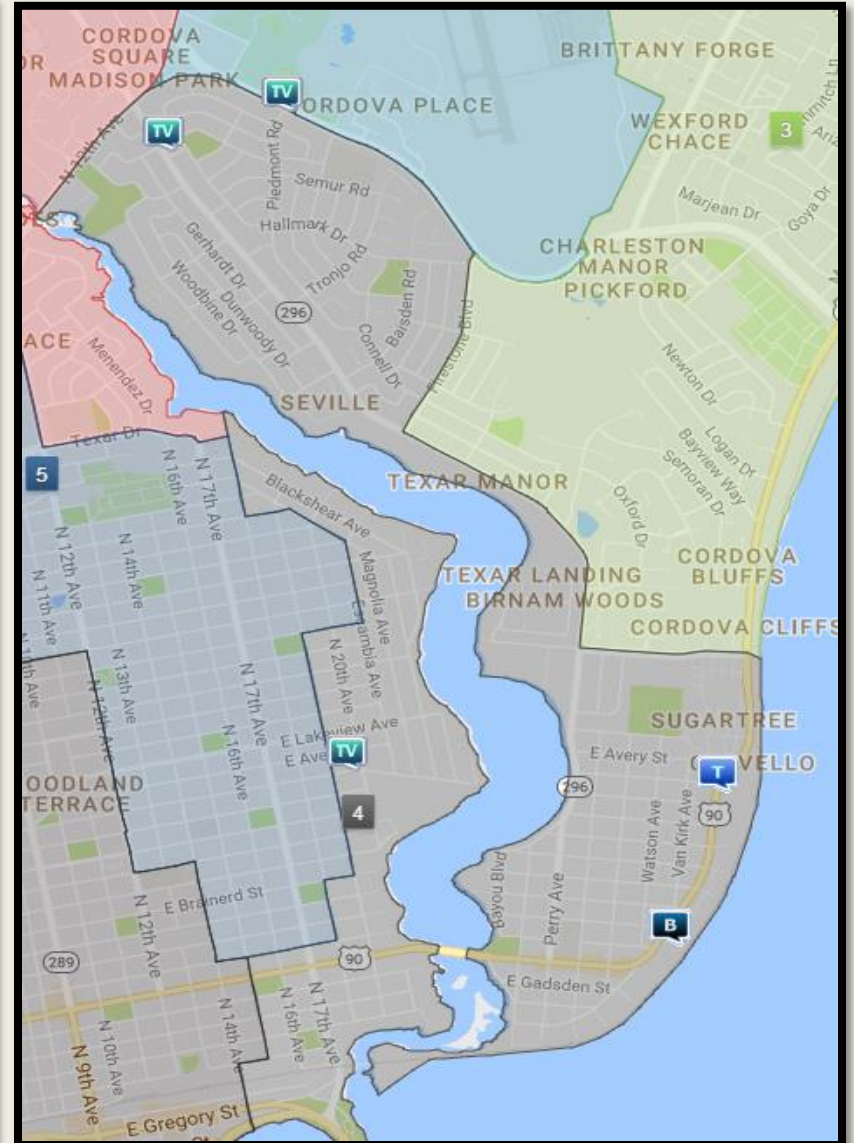 CORDOVA
SQUARE
MADISON PARK
BRITTANY FORGE
TV
ORDOVA PLACE
TV
WEXFORD
CHACE
3
N 12th Ave
Piedmont Rd
Semur Rd
Marjean Dr
Goya Dr
Hallmark Dr
Gerhardt Dr
Tronjo Rd
CHARLESTON
MANOR
PICKFORD
Woodbine Dr
Dunwoody Dr
Baisden Rd
296
Connell Dr
Firestone Blvd
ACE
Menendez Dr
Newton Dr
SEVILLE
Texar Dr
Logan Dr
Bayview Way
Semoran Dr
5
N 16th Ave
N 17th Ave
TEXAR MANOR
Blackshear Ave
Oxford Dr
N 12th Ave
N 14th Ave
N 11th Ave
Magnolia Ave
Escambia Ave
CORDOVA
BLUFFS
TEXAR LANDING
BIRNAM WOODS
CORDOVA CLIFFS
N 20th Ave
N 13th Ave
N 12th Ave
N 17th Ave
N 16th Ave
SUGARTREE
E Lakeview Ave
E Ave
TV
E Avery St
T
VELLO
OODLAND
TERRACE
296
90
4
Watson Ave
Van Kirk Ave
Bayou Blvd
Perry Ave
E Brainerd St
N 12th Ave
B
289
90
E Gadsden St
N 14th Ave
N 16th Ave
N 17th Ave
N 10th Ave
N 9th Ave
E Gregory St